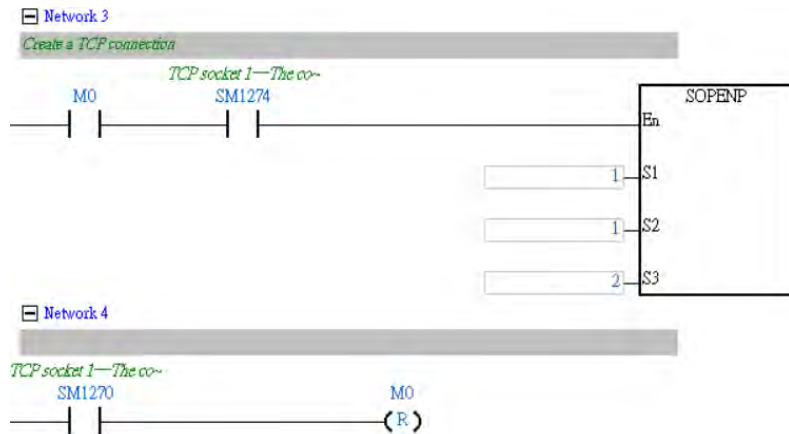 Network 3
Create a TCP connection
TCP socket 1—The co~
M0 SM1274 SOPENP
En
1 S1
1 S2
2 S3
Network 4
TCP socket 1—The co~
SM1270 M0
R